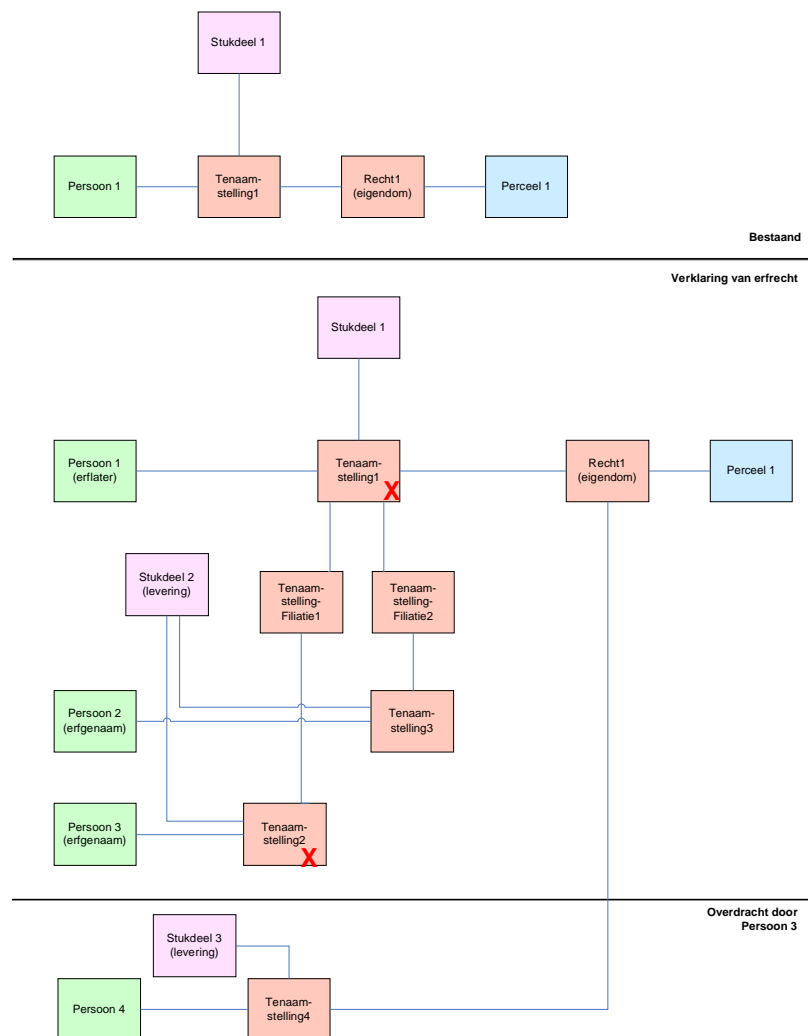 Stukdeel 1
Persoon 1
Tenaam-
stelling1
Recht1
(eigendom)
Perceel 1
Bestaand
Verklaring van erfrecht
Stukdeel 1
Persoon 1
(erflater)
Tenaam-
stelling1
X
Recht1
(eigendom)
Perceel 1
Stukdeel 2
(levering)
Tenaam-
stelling-
Filiatie1
Tenaam-
stelling-
Filiatie2
Persoon 2
(erfgenaam)
Tenaam-
stelling3
Persoon 3
(erfgenaam)
Tenaam-
stelling2
X
Overdracht door
Persoon 3
Stukdeel 3
(levering)
Persoon 4
Tenaam-
stelling4